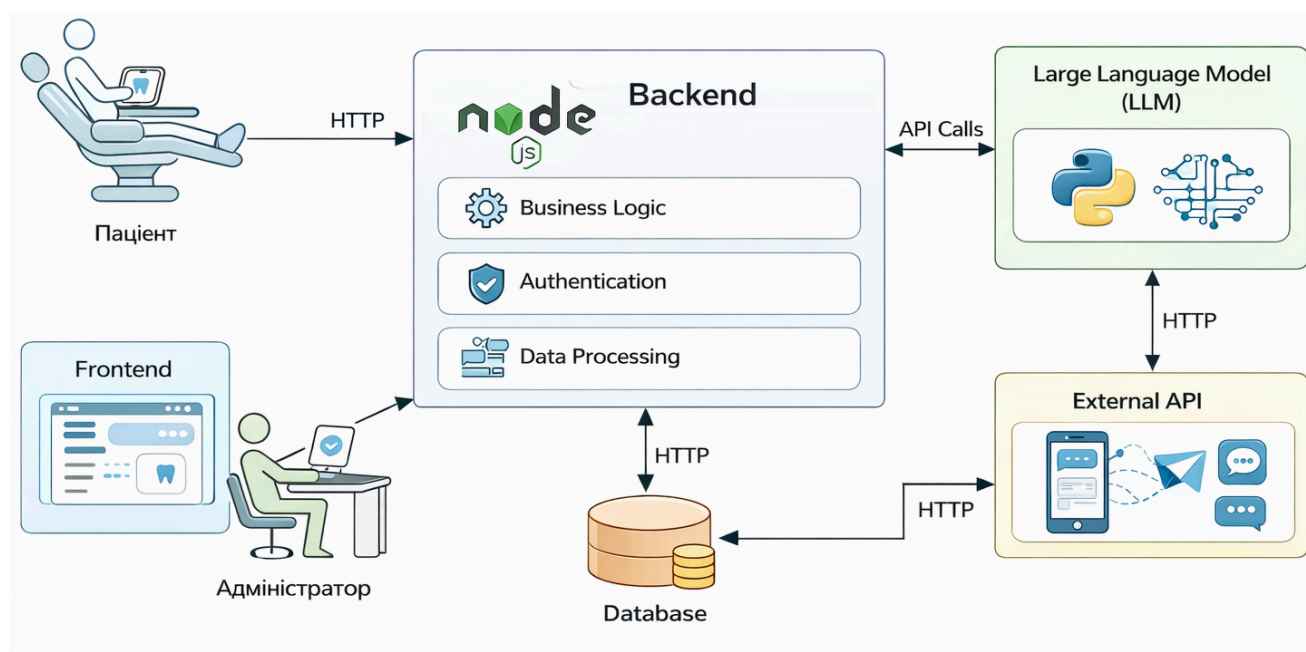 Пацієнт
HTTP
node
JS
Backend
Business Logic
Authentication
Data Processing
API Calls
Large Language Model
(LLM)
HTTP
External API
HTTP
HTTP
Database
Frontend
Адміністратор